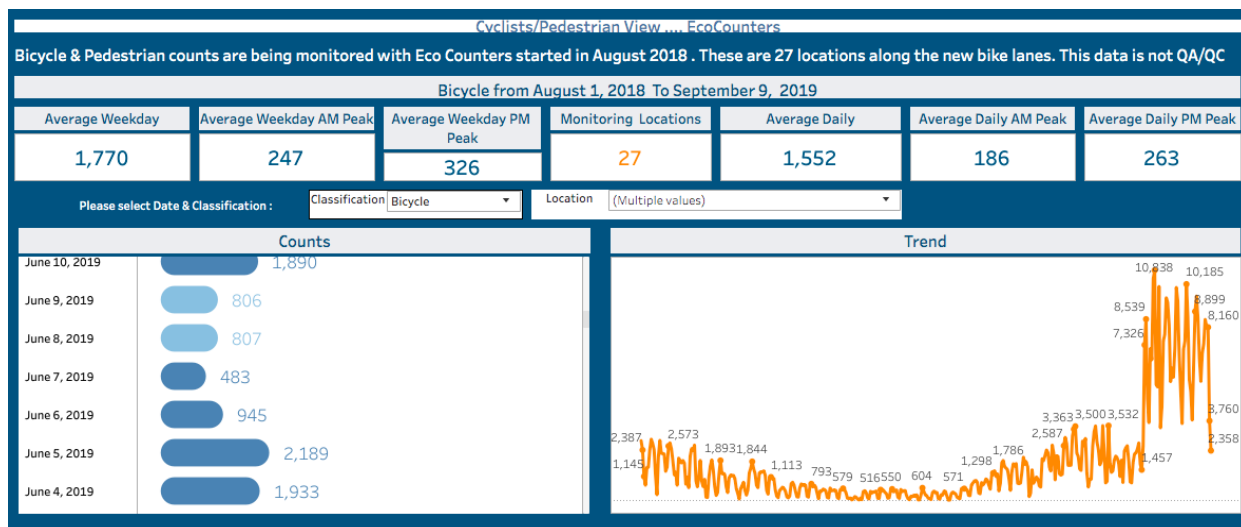 Cyclists/Pedestrian View .... EcoCounters
Bicycle & Pedestrian counts are being monitored with Eco Counters started in August 2018 . These are 27 locations along the new bike lanes. This data is not QA/QC
Bicycle from August 1, 2018 To September 9, 2019
Average Weekday
1,770
Average Weekday AM Peak
247
Average Weekday PM
Peak
326
Monitoring Locations
27
Average Daily
1,552
Average Daily AM Peak
186
Average Daily PM Peak
263
Please select Date & Classification :
Classification Bicycle
Location (Multiple values)
Counts
June 10, 2019 1,890
June 9, 2019 806
June 8, 2019 807
June 7, 2019 483
June 6, 2019 945
June 5, 2019 2,189
June 4, 2019 1,933
Trend
10,838 10,185
8,539 8,899
8,160
7,326
3,363 3,500 3,532 3,760
2,387 2,573 2,587
2,358
1,893 1,844 1,786
1,145 1,113 1,298 1,457
793 579 516 550 604 571